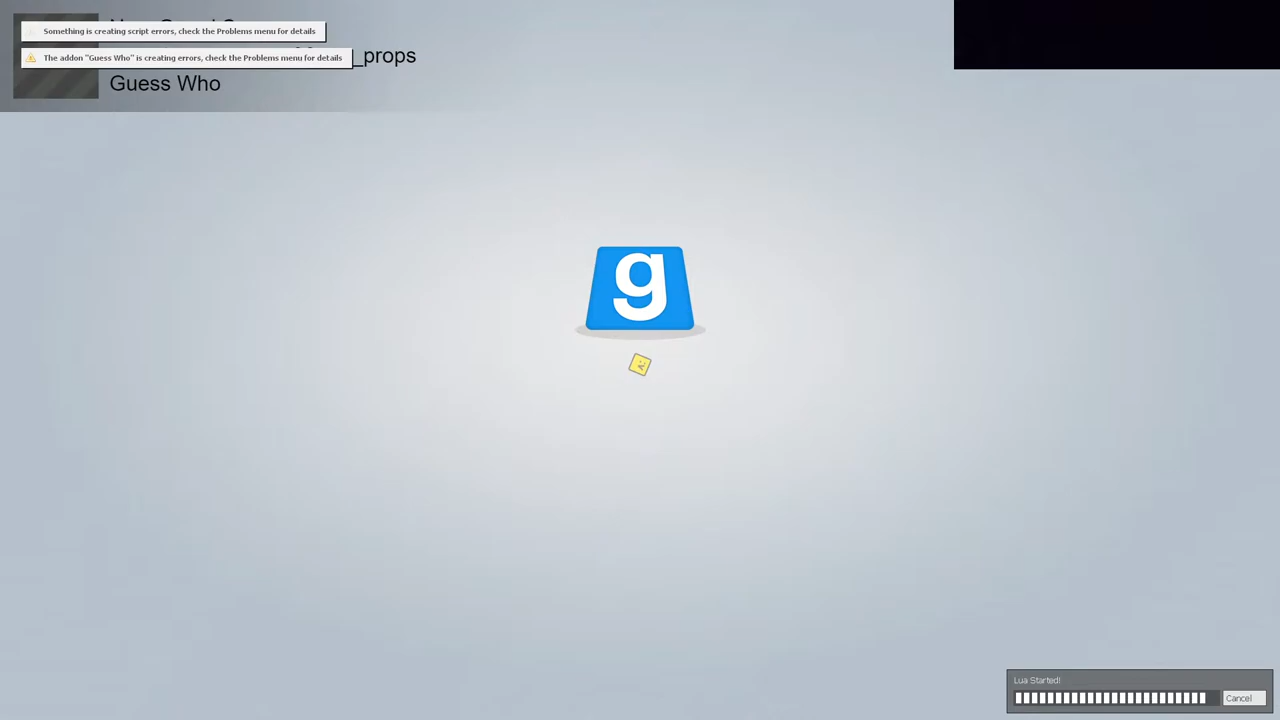 Something is creating script errors, check the Problems menu for details
The addon "Guess Who" is creating errors, check the Problems menu for details
_props
Guess Who
g
Lua Started!
Cancel